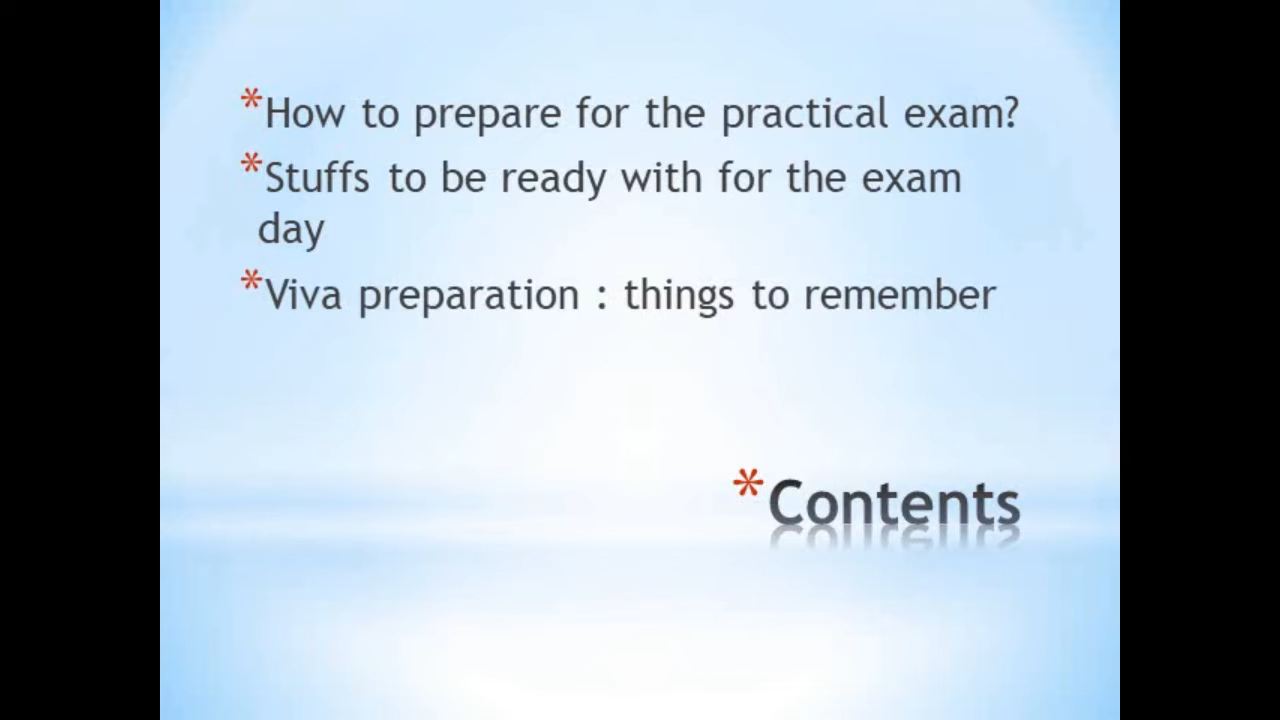 *How to prepare for the practical exam?
*Stuffs to be ready with for the exam
day
*Viva preparation : things to remember
*Contents